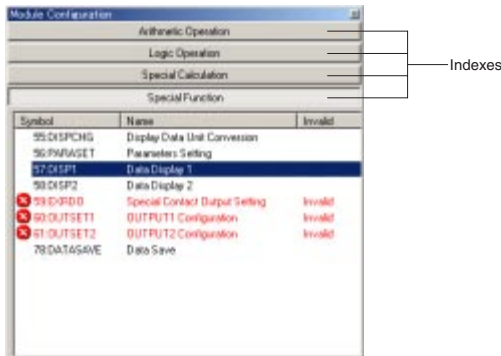 Module Configuration
Arithmetic Operation
Logic Operation
Special Calculation
Special Function
Indexes
Symbol Name Invalid
55:DISPCHG Display Data Unit Conversion
56:PARASET Parameters Setting
57:DISP1 Data Display 1
58:DISP2 Data Display 2
59:EXRDO Special Contact Output Setting Invalid
60:OUTSET1 OUTPUT1 Configuration Invalid
61:OUTSET2 OUTPUT2 Configuration Invalid
78:DATASAVE Data Save